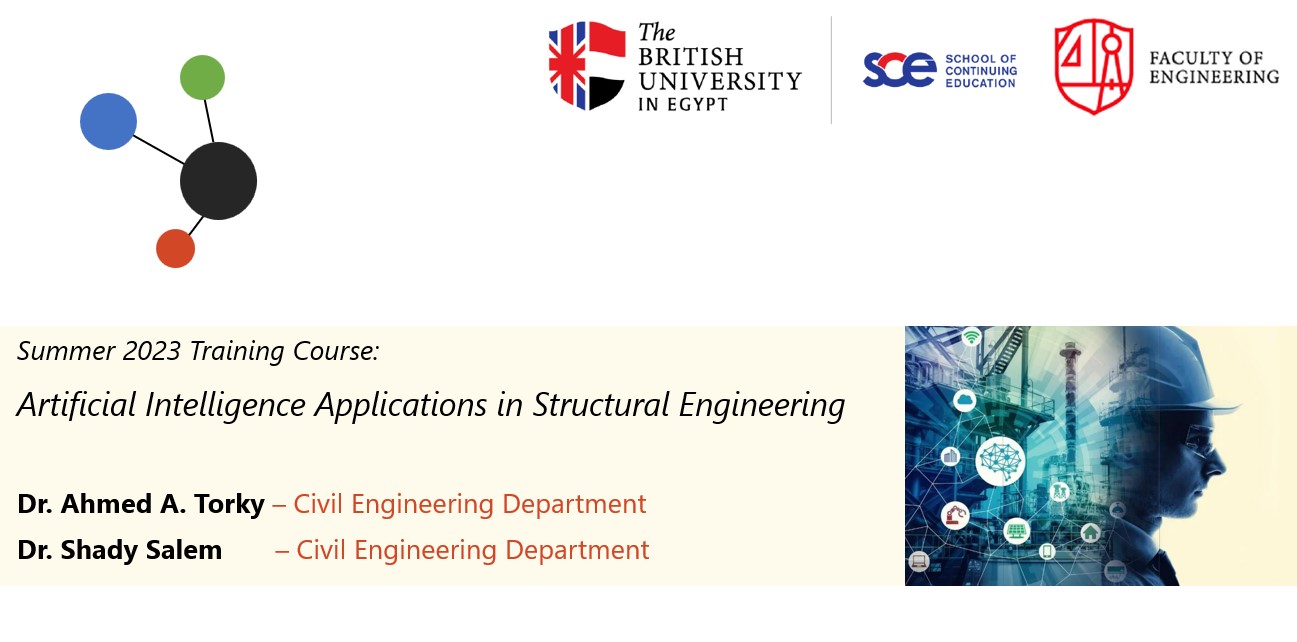 The
BRITISH
UNIVERSITY
IN EGYPT
sce
SCHOOL OF
CONTINUING
EDUCATION
FACULTY OF
ENGINEERING
Summer 2023 Training Course:
Artificial Intelligence Applications in Structural Engineering
Dr. Ahmed A. Torky – Civil Engineering Department
Dr. Shady Salem – Civil Engineering Department